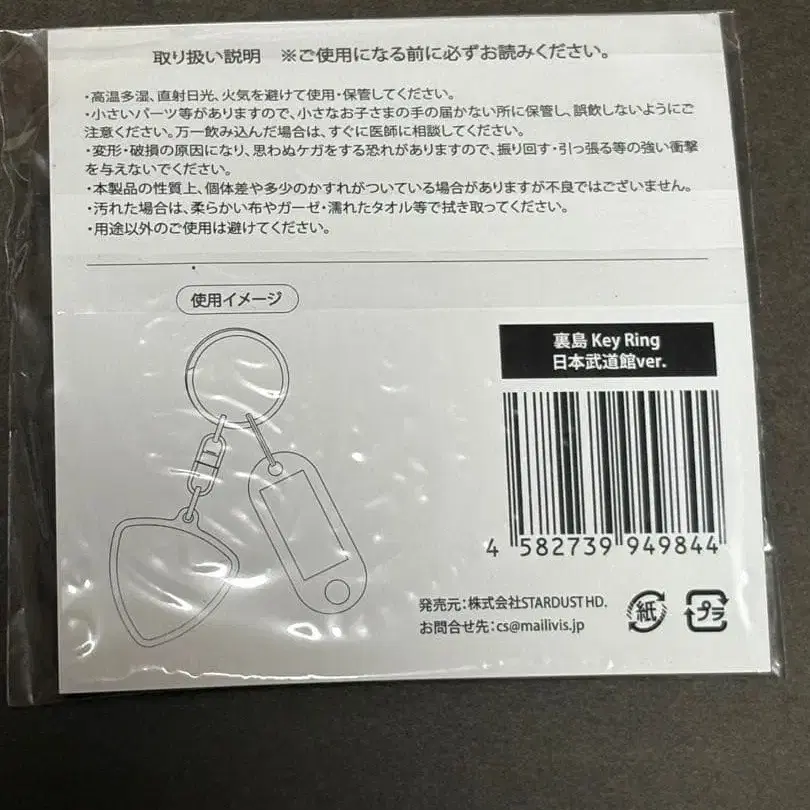 取り扱い説明　※ご使用になる前に必ずお読みください。
・高温多湿、直射日光、火気を避けて使用・保管してください。
・小さいパーツ等がありますので、小さなお子さまの手の届かない所に保管し、誤飲しないようにご
注意ください。万一飲み込んだ場合は、すぐに医師に相談してください。
・変形・破損の原因になり、思わぬケガをする恐れがありますので、振り回す・引っ張る等の強い衝撃
を与えないでください。
・本製品の性質上、個体差や多少のかすれがついている場合がありますが不良ではございません。
・汚れた場合は、柔らかい布やガーゼ・濡れたタオル等で拭き取ってください。
・用途以外のご使用は避けてください。
使用イメージ
裏島 Key Ring
日本武道館ver.
4 582739 949844
発売元：株式会社STARDUST HD.
お問合せ先：cs@mailivis.jp
紙
プラ